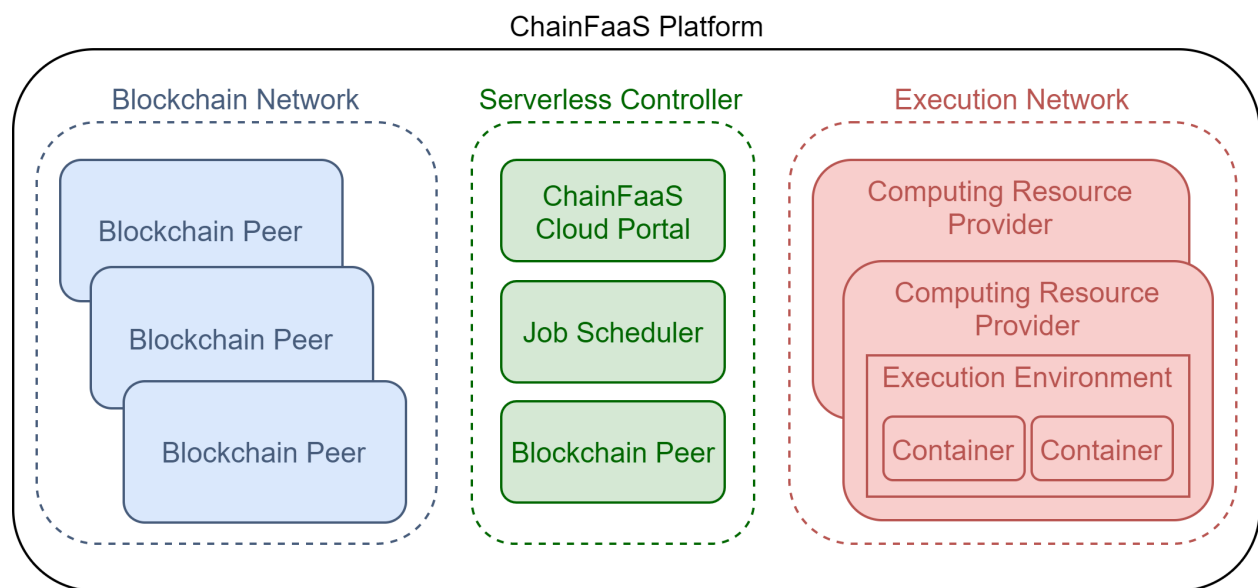 ChainFaaS Platform
Blockchain Network
Blockchain Peer
Blockchain Peer
Blockchain Peer
Serverless Controller
ChainFaaS
Cloud Portal
Job Scheduler
Blockchain Peer
Execution Network
Computing Resource
Provider
Computing Resource
Provider
Execution Environment
Container
Container